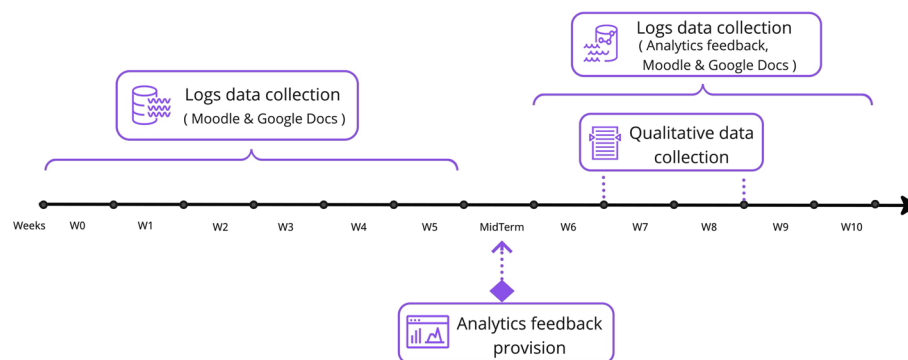 Logs data collection
( Analytics feedback,
Moodle & Google Docs )
Logs data collection
( Moodle & Google Docs )
Qualitative data
collection
Weeks W0 W1 W2 W3 W4 W5 MidTerm W6 W7 W8 W9 W10
Analytics feedback
provision